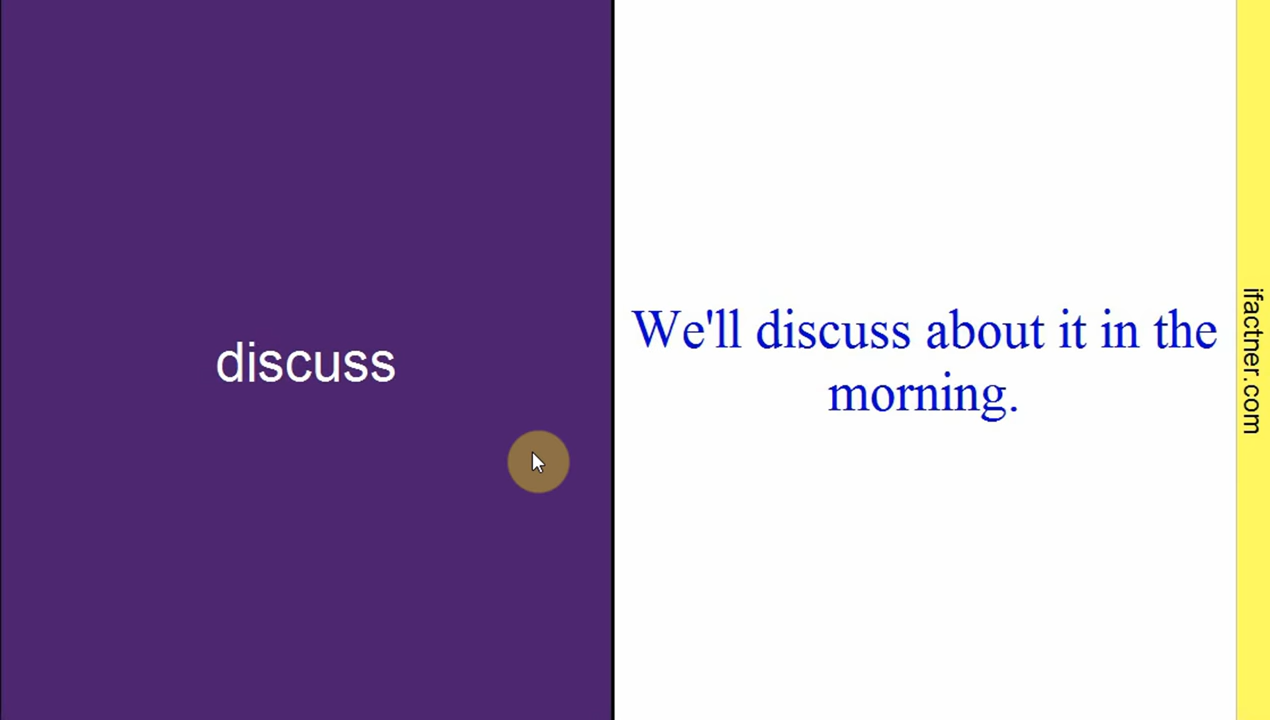 discuss
We'll discuss about it in the
morning.
ifactner.com